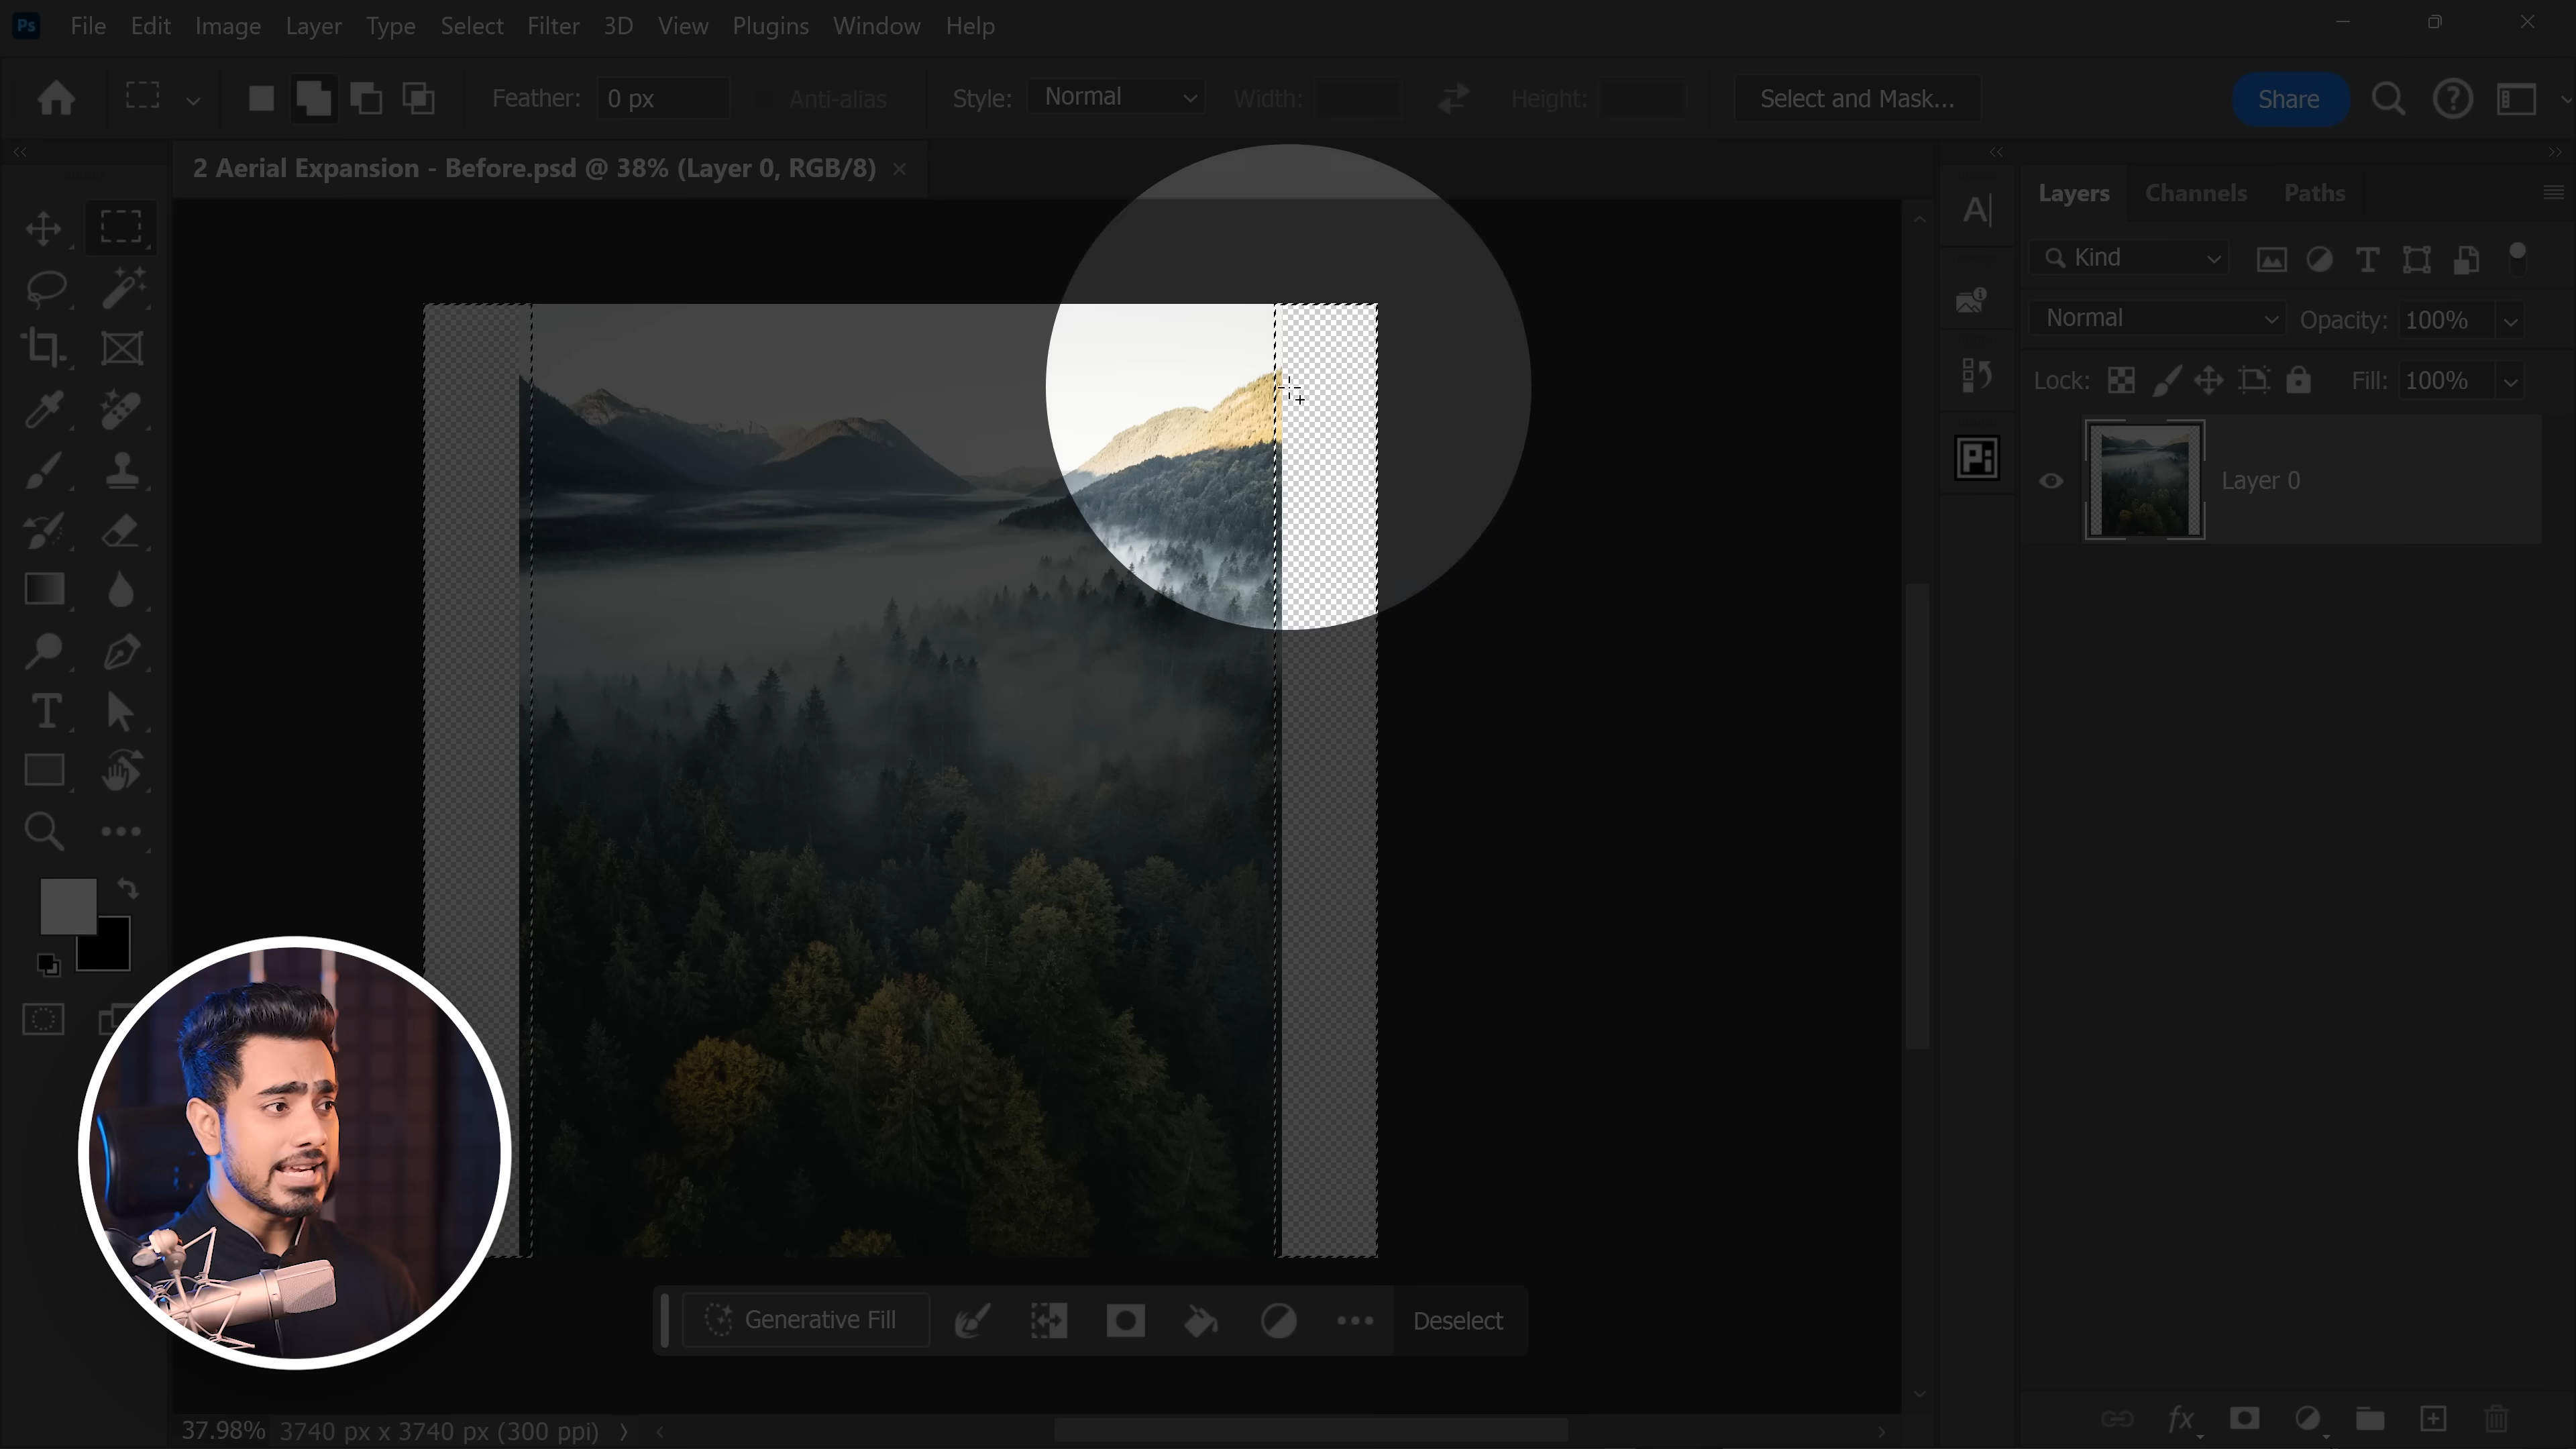 Ps File Edit Image Layer Type Select Filter 3D View Plugins Window Help
Feather: 0 px Anti-alias Style: Normal Width: Height: Select and Mask... Share
2 Aerial Expansion - Before.psd @ 38% (Layer 0, RGB/8)
Layers Channels Paths
Kind
Normal Opacity: 100%
Lock: Fill: 100%
Pi
Layer 0
Generative Fill Deselect
37.98% 3740 px x 3740 px (300 ppi)
fx